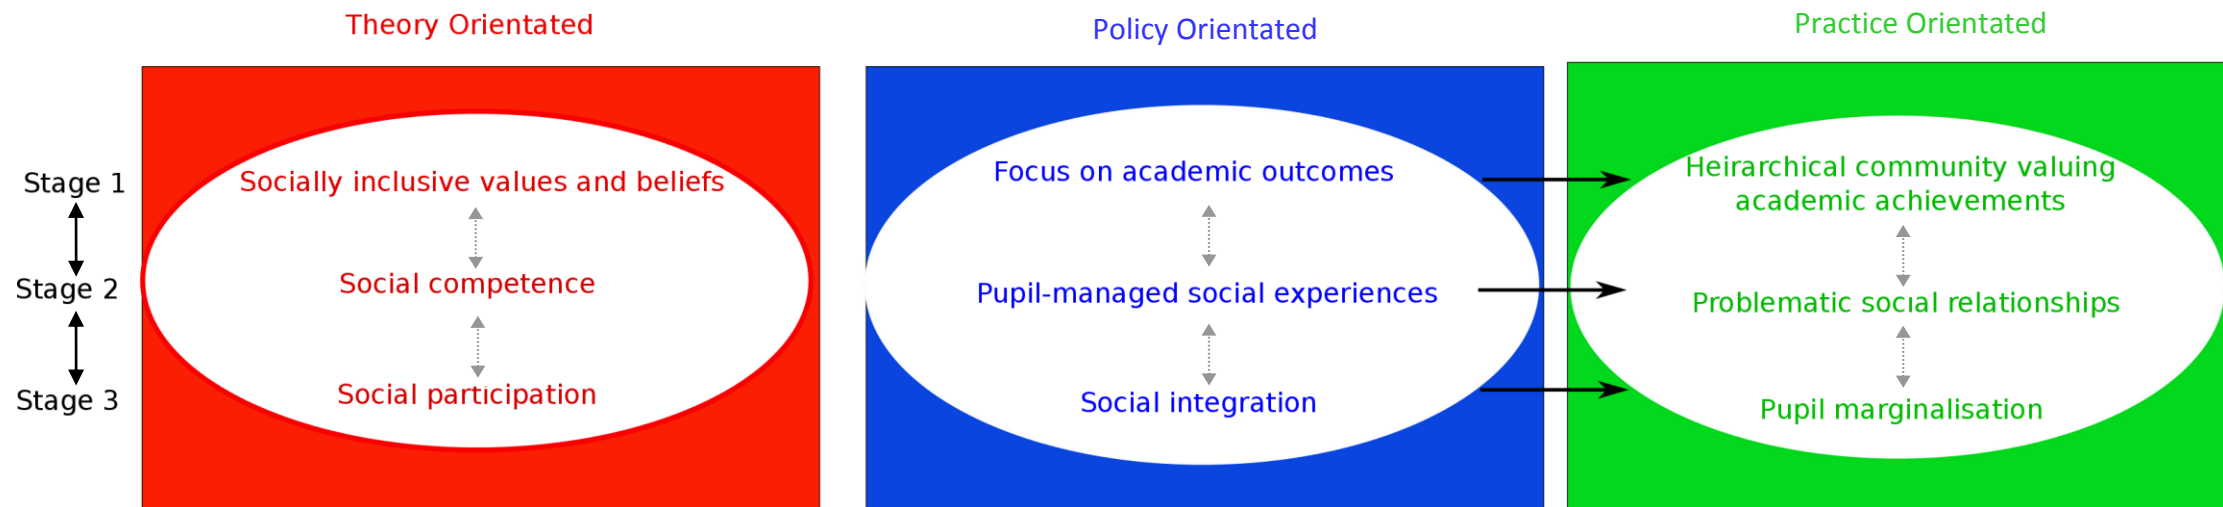 Theory Orientated
Policy Orientated
Practice Orientated
Stage 1
Stage 2
Stage 3
Socially inclusive values and beliefs
Social competence
Social participation
Focus on academic outcomes
Pupil-managed social experiences
Social integration
Heirarchical community valuing
academic achievements
Problematic social relationships
Pupil marginalisation